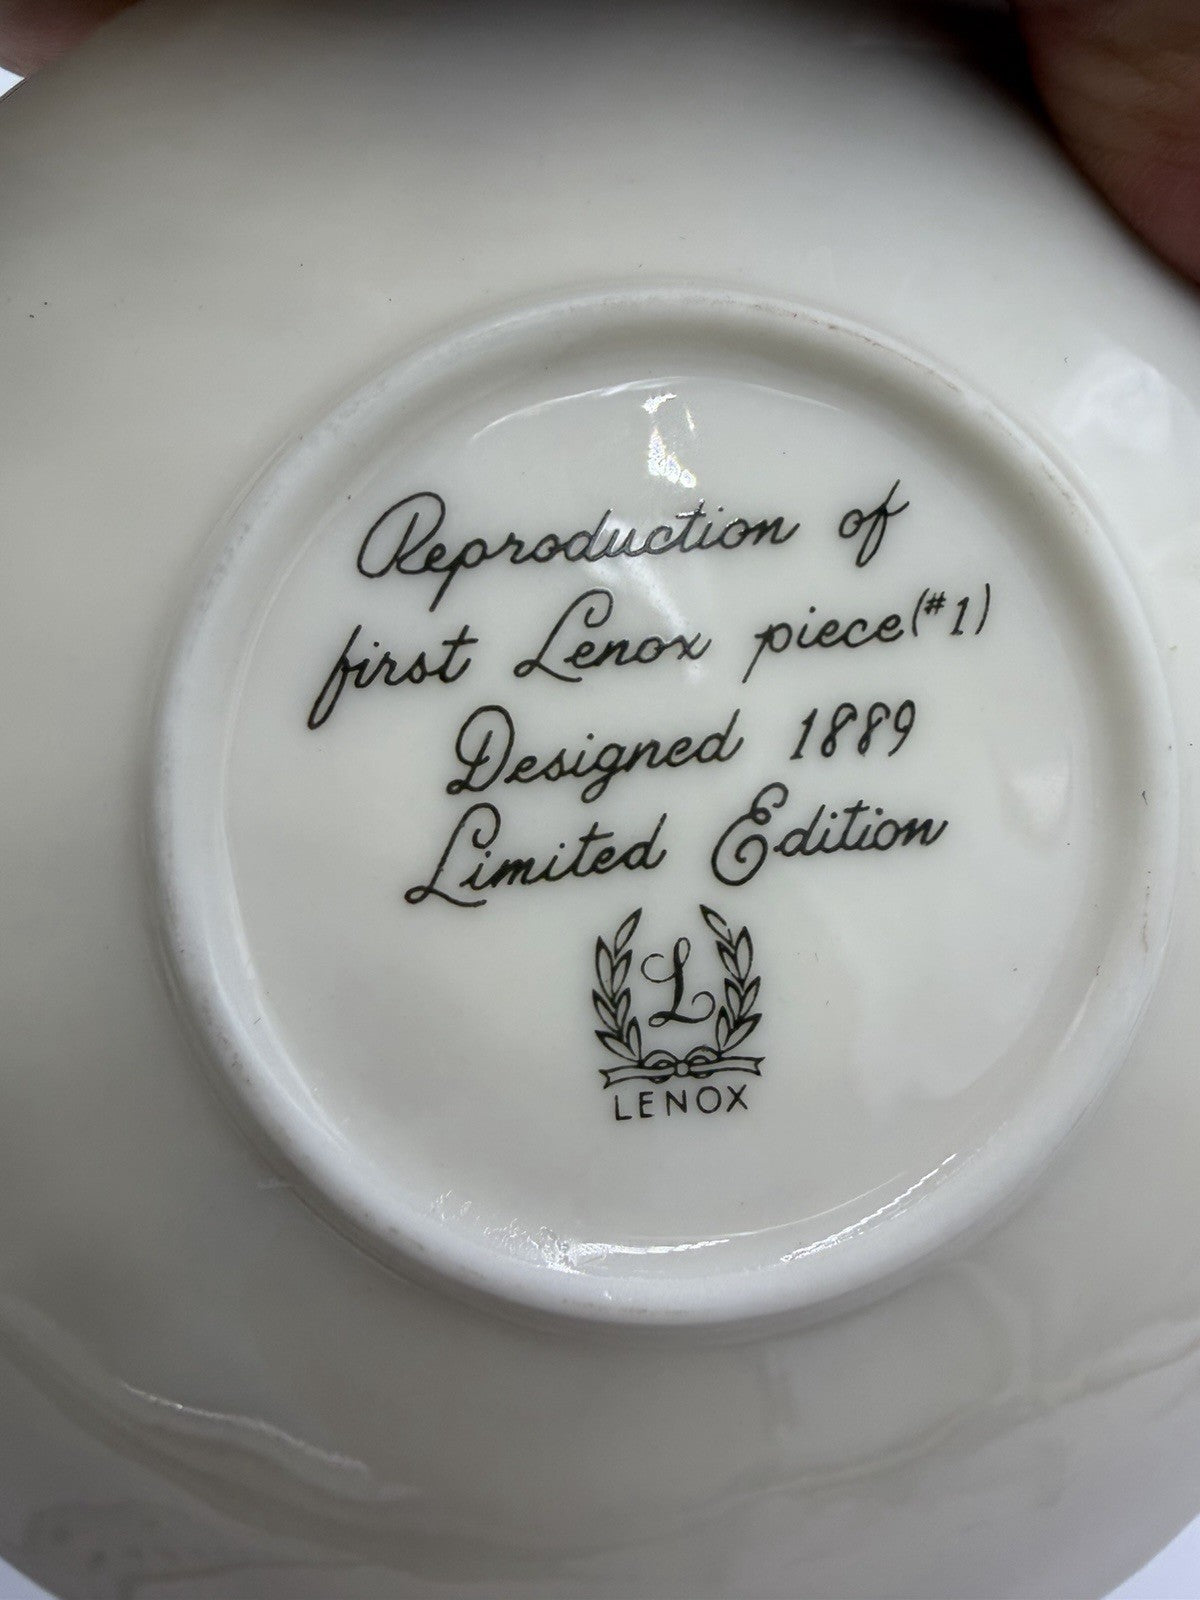 Reproduction of
first Lenox piece(#1)
Designed 1889
Limited Edition
L
LENOX